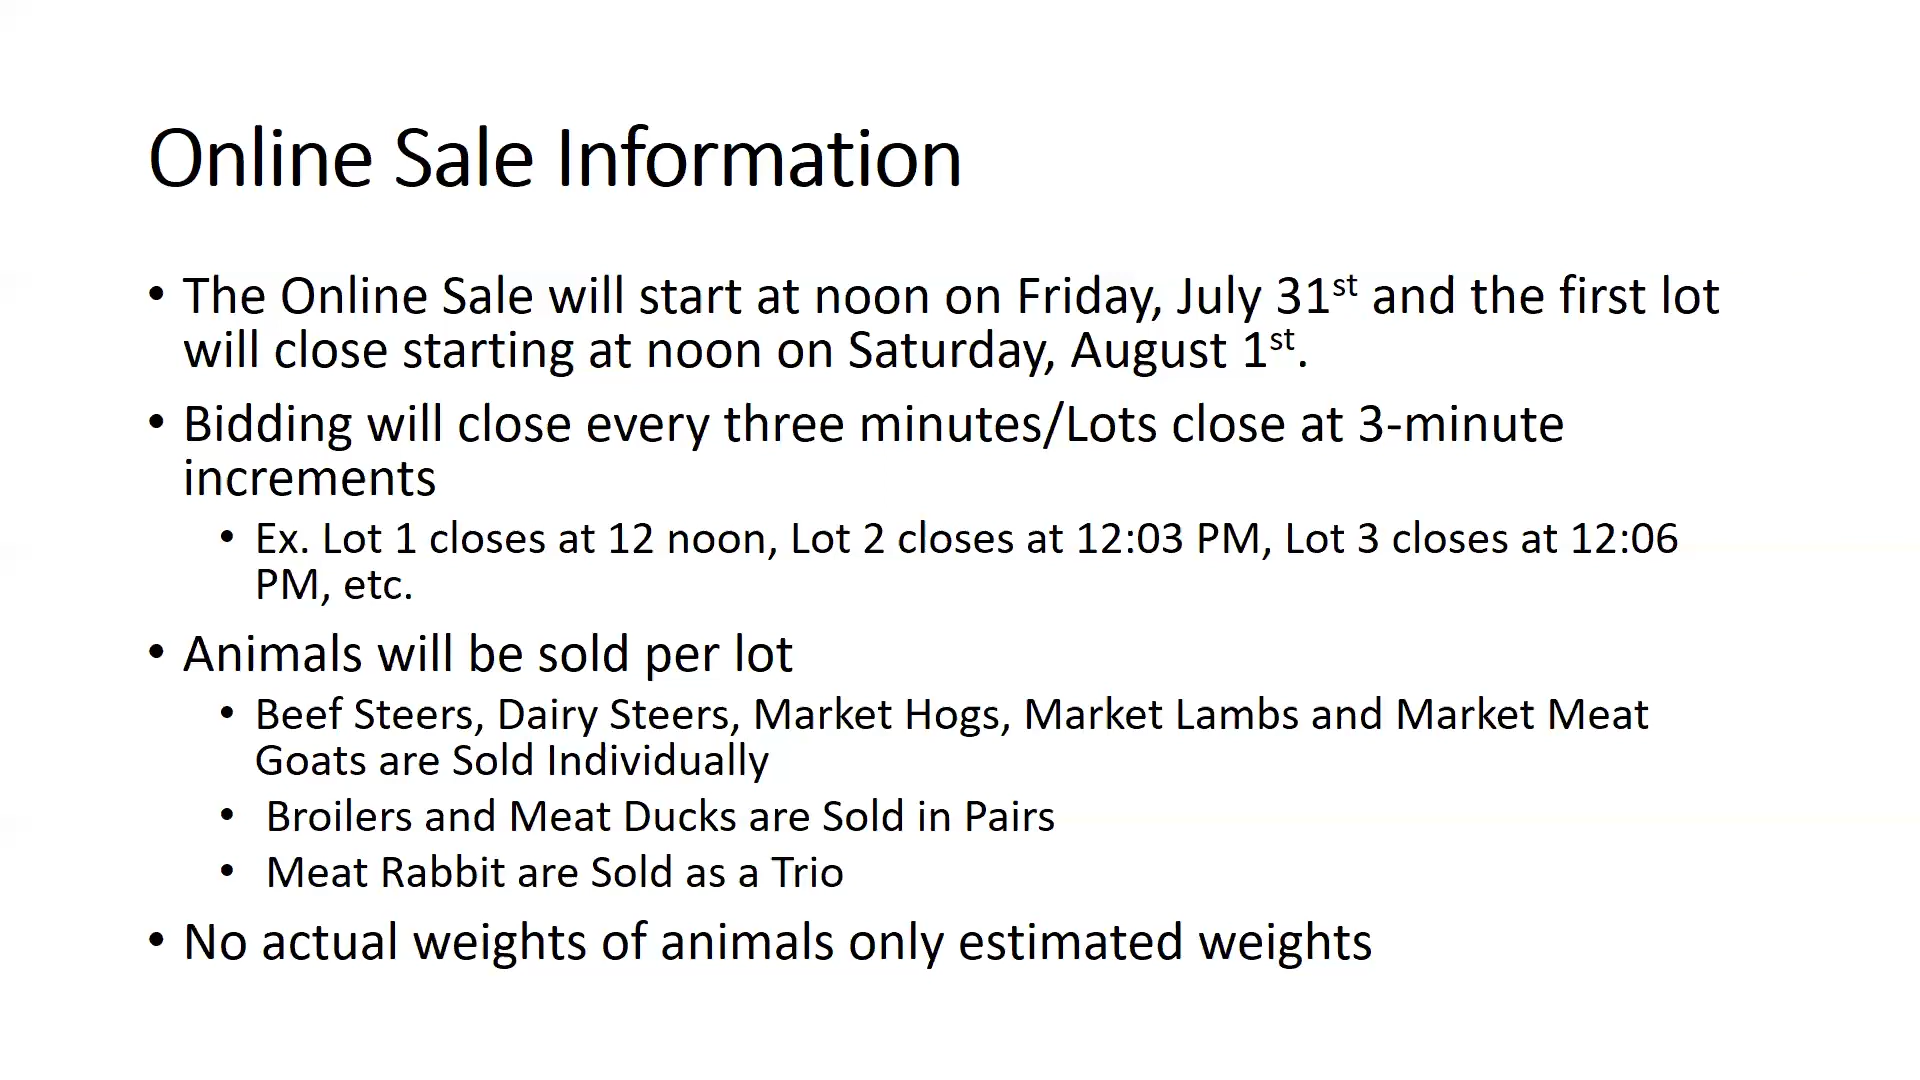 Online Sale Information
• The Online Sale will start at noon on Friday, July 31st and the first lot
will close starting at noon on Saturday, August 1st.
• Bidding will close every three minutes/Lots close at 3-minute
increments
• Ex. Lot 1 closes at 12 noon, Lot 2 closes at 12:03 PM, Lot 3 closes at 12:06
PM, etc.
• Animals will be sold per lot
• Beef Steers, Dairy Steers, Market Hogs, Market Lambs and Market Meat
Goats are Sold Individually
• Broilers and Meat Ducks are Sold in Pairs
• Meat Rabbit are Sold as a Trio
• No actual weights of animals only estimated weights